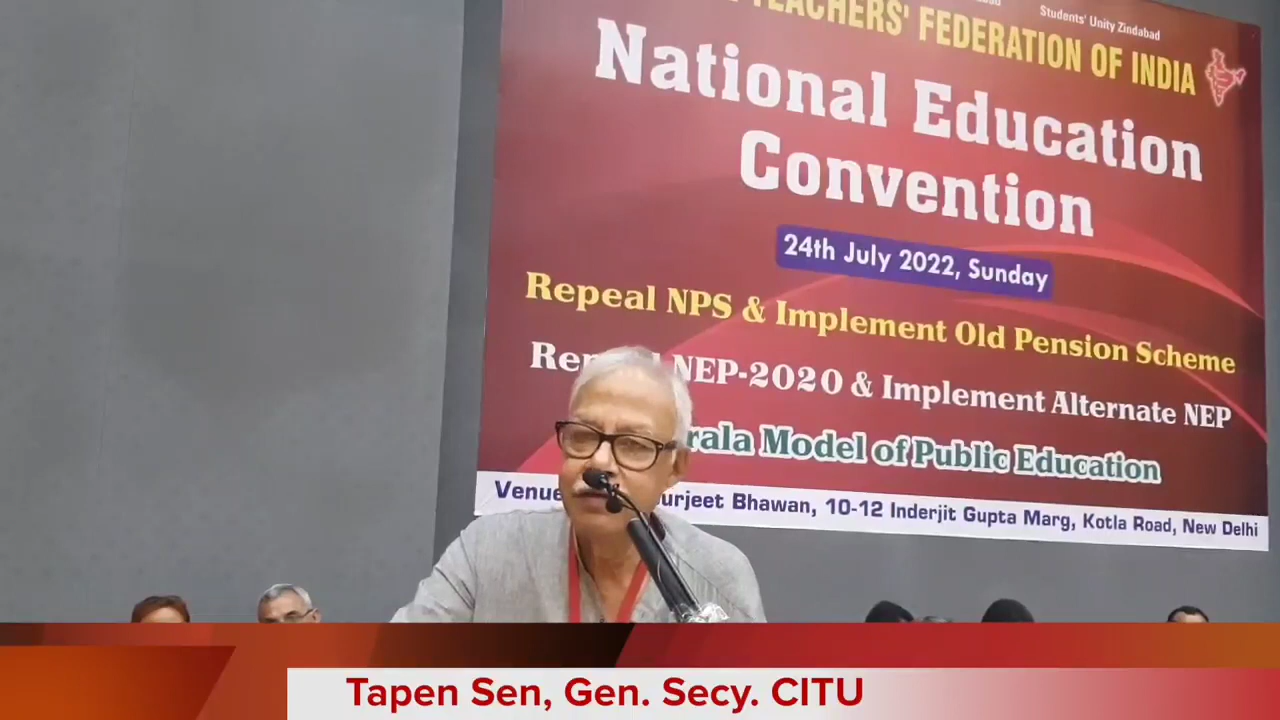 Students' Unity Zindabad
TEACHERS' FEDERATION OF INDIA
National Education
Convention
24th July 2022, Sunday
Repeal NPS & Implement Old Pension Scheme
NEP-2020 & Implement Alternate NEP
Model of Public Education
Venue
Bhawan, 10-12 Inderjit Gupta Marg, Kotla Road, New Delhi
Tapen Sen, Gen. Secy. CITU